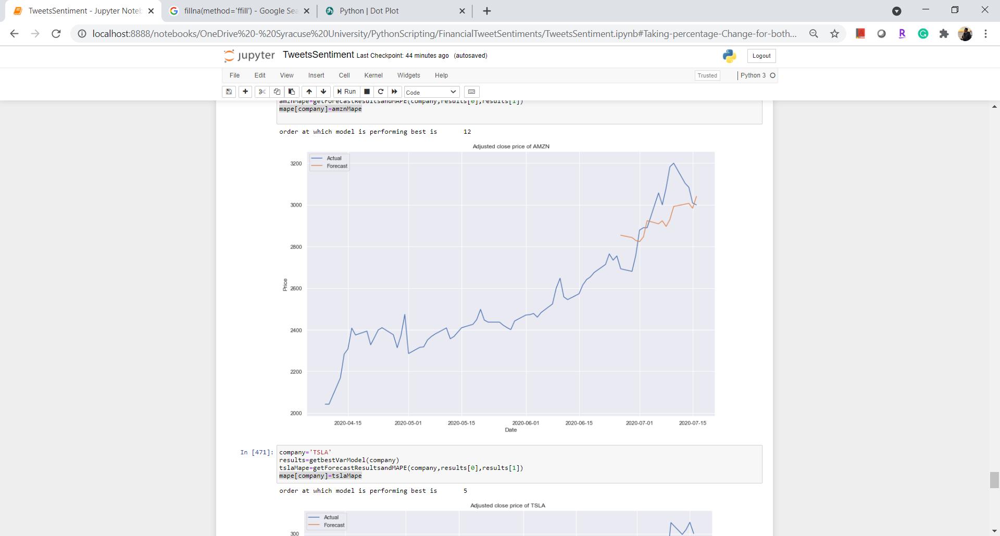 TweetsSentiment - Jupyter Noteb
fillna(method='ffill') - Google Sea
Python | Dot Plot
localhost:8888/notebooks/OneDrive%20-%20Syracuse%20University/PythonScripting/FinancialTweetSentiments/TweetsSentiment.ipynb#Taking-percentage-Change-for-both...
jupyter TweetsSentiment Last Checkpoint: 44 minutes ago (autosaved)
Logout
File Edit View Insert Cell Kernel Widgets Help
Trusted
Python 3
Run
Code
amznMape=getForecastResultsandMAPE(company,results[0],results[1])
mape[company]=amznMape
order at which model is performing best is 12
Adjusted close price of AMZN
Actual
Forecast
3200
3000
2800
2600
2400
2200
2000
Price
2020-04-15 2020-05-01 2020-05-15 2020-06-01 2020-06-15 2020-07-01 2020-07-15
Date
In [471]:
company='TSLA'
results=getbestVarModel(company)
tslaMape=getForecastResultsandMAPE(company,results[0],results[1])
mape[company]=tslaMape
order at which model is performing best is 5
Adjusted close price of TSLA
Actual
Forecast
300